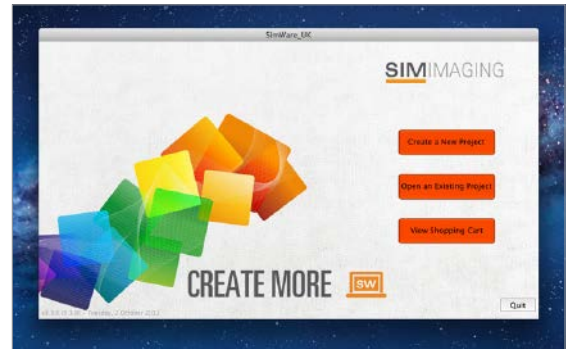 SimWare_UK
SIMIMAGING
Create a New Project
Open an Existing Project
View Shopping Cart
CREATE MORE SW
Quit